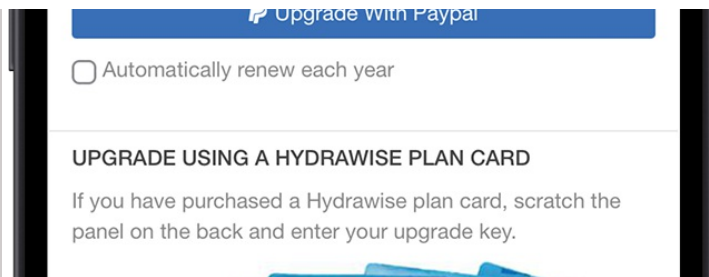 Upgrade With Paypal
Automatically renew each year
UPGRADE USING A HYDRAWISE PLAN CARD
If you have purchased a Hydrawise plan card, scratch the
panel on the back and enter your upgrade key.